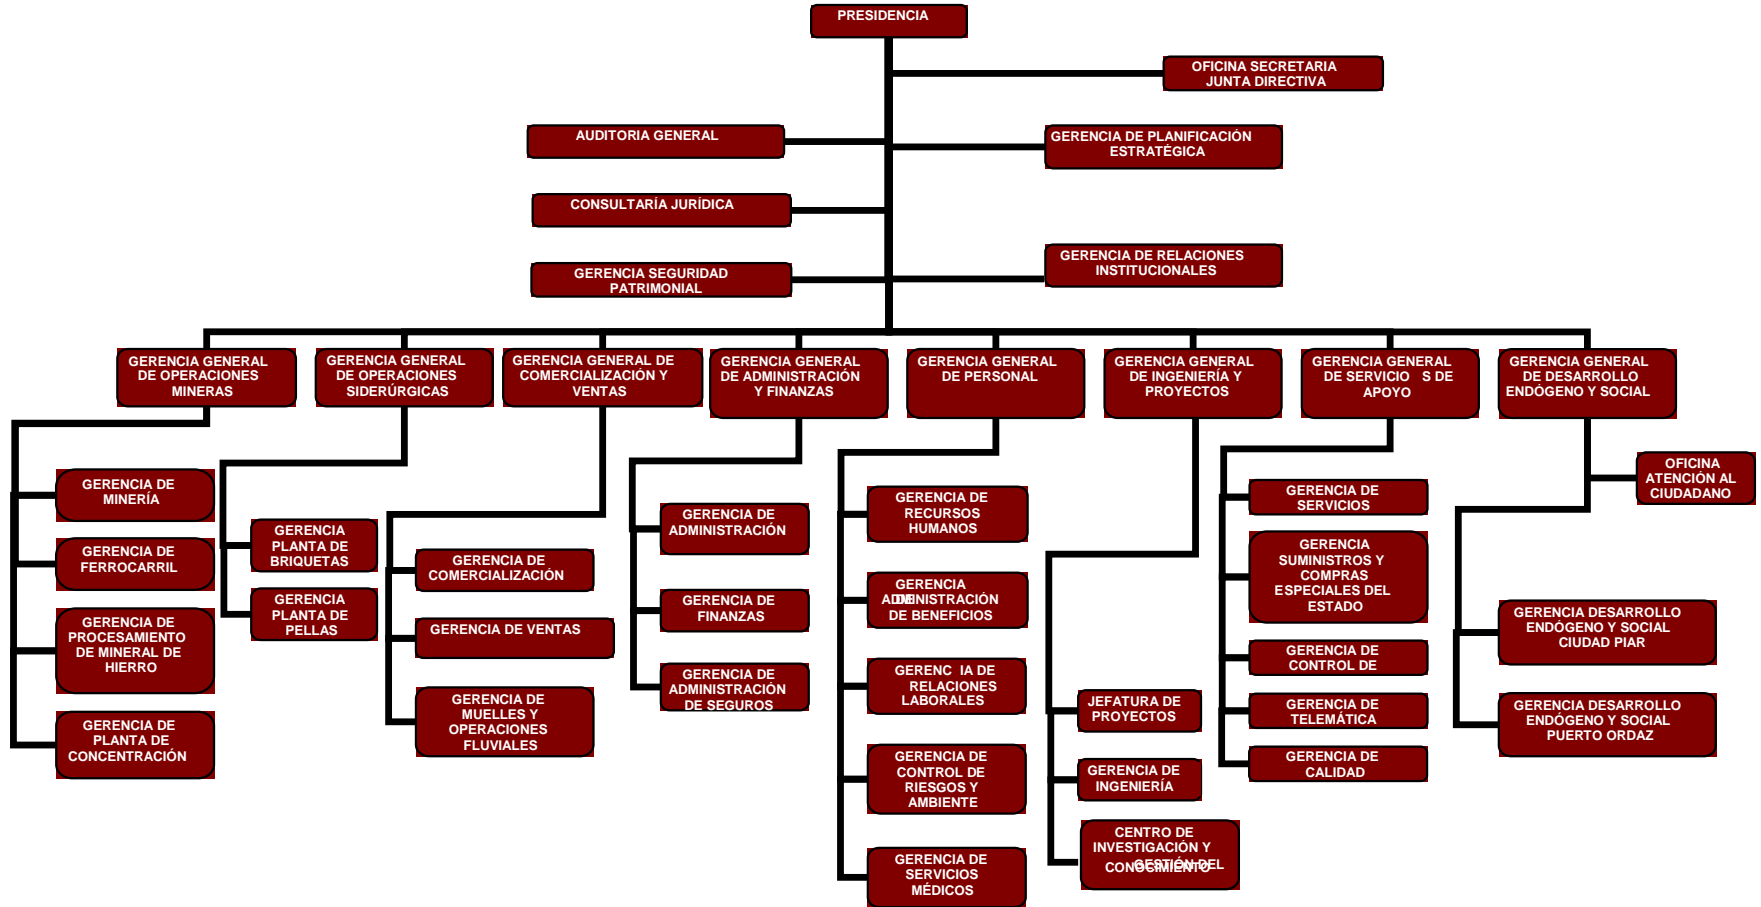 PRESIDENCIA
OFICINA SECRETARIA
JUNTA DIRECTIVA
AUDITORIA GENERAL
GERENCIA DE PLANIFICACIÓN
ESTRATÉGICA
CONSULTARÍA JURÍDICA
GERENCIA DE RELACIONES
INSTITUCIONALES
GERENCIA SEGURIDAD
PATRIMONIAL
GERENCIA GENERAL
DE OPERACIONES
MINERAS
GERENCIA GENERAL
DE OPERACIONES
SIDERÚRGICAS
GERENCIA GENERAL DE
COMERCIALIZACIÓN Y
VENTAS
GERENCIA GENERAL
DE ADMINISTRACIÓN
Y FINANZAS
GERENCIA GENERAL
DE PERSONAL
GERENCIA GENERAL
DE INGENIERÍA Y
PROYECTOS
GERENCIA GENERAL
DE SERVICIO S DE
APOYO
GERENCIA GENERAL
DE DESARROLLO
ENDÓGENO Y SOCIAL
GERENCIA DE
MINERÍA
GERENCIA DE
FERROCARRIL
GERENCIA DE
PROCESAMIENTO
DE MINERAL DE
HIERRO
GERENCIA DE
PLANTA DE
CONCENTRACIÓN
GERENCIA
PLANTA DE
BRIQUETAS
GERENCIA
PLANTA DE
PELLAS
GERENCIA DE
COMERCIALIZACIÓN
GERENCIA DE VENTAS
GERENCIA DE
MUELLES Y
OPERACIONES
FLUVIALES
GERENCIA DE
ADMINISTRACIÓN
GERENCIA DE
FINANZAS
GERENCIA DE
ADMINISTRACIÓN
DE SEGUROS
GERENCIA DE
RECURSOS
HUMANOS
GERENCIA
DE
ADMINISTRACIÓN
DE BENEFICIOS
GERENC IA DE
RELACIONES
LABORALES
GERENCIA DE
CONTROL DE
RIESGOS Y
AMBIENTE
GERENCIA DE
SERVICIOS
MÉDICOS
JEFATURA DE
PROYECTOS
GERENCIA DE
INGENIERÍA
CENTRO DE
INVESTIGACIÓN Y
GESTIÓN DEL
CONOCIMIENTO
GERENCIA DE
SERVICIOS
GERENCIA
SUMINISTROS Y
COMPRAS
ESPECIALES DEL
ESTADO
GERENCIA DE
CONTROL DE
GERENCIA DE
TELEMÁTICA
GERENCIA DE
CALIDAD
OFICINA
ATENCIÓN AL
CIUDADANO
GERENCIA DESARROLLO
ENDÓGENO Y SOCIAL
CIUDAD PIAR
GERENCIA DESARROLLO
ENDÓGENO Y SOCIAL
PUERTO ORDAZ